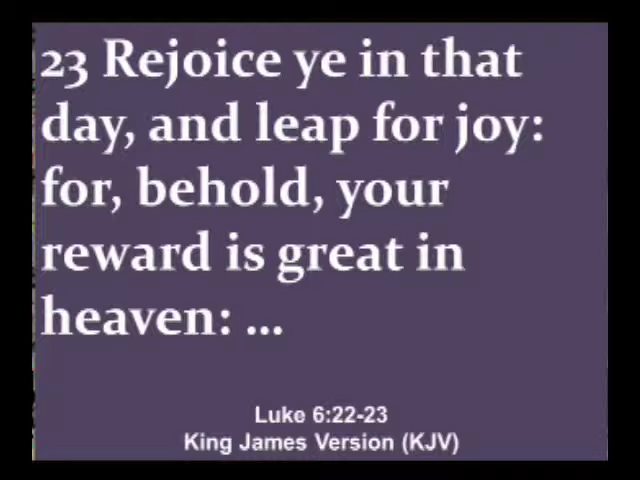 23 Rejoice ye in that
day, and leap for joy:
for, behold, your
reward is great in
heaven: ...
Luke 6:22-23
King James Version (KJV)